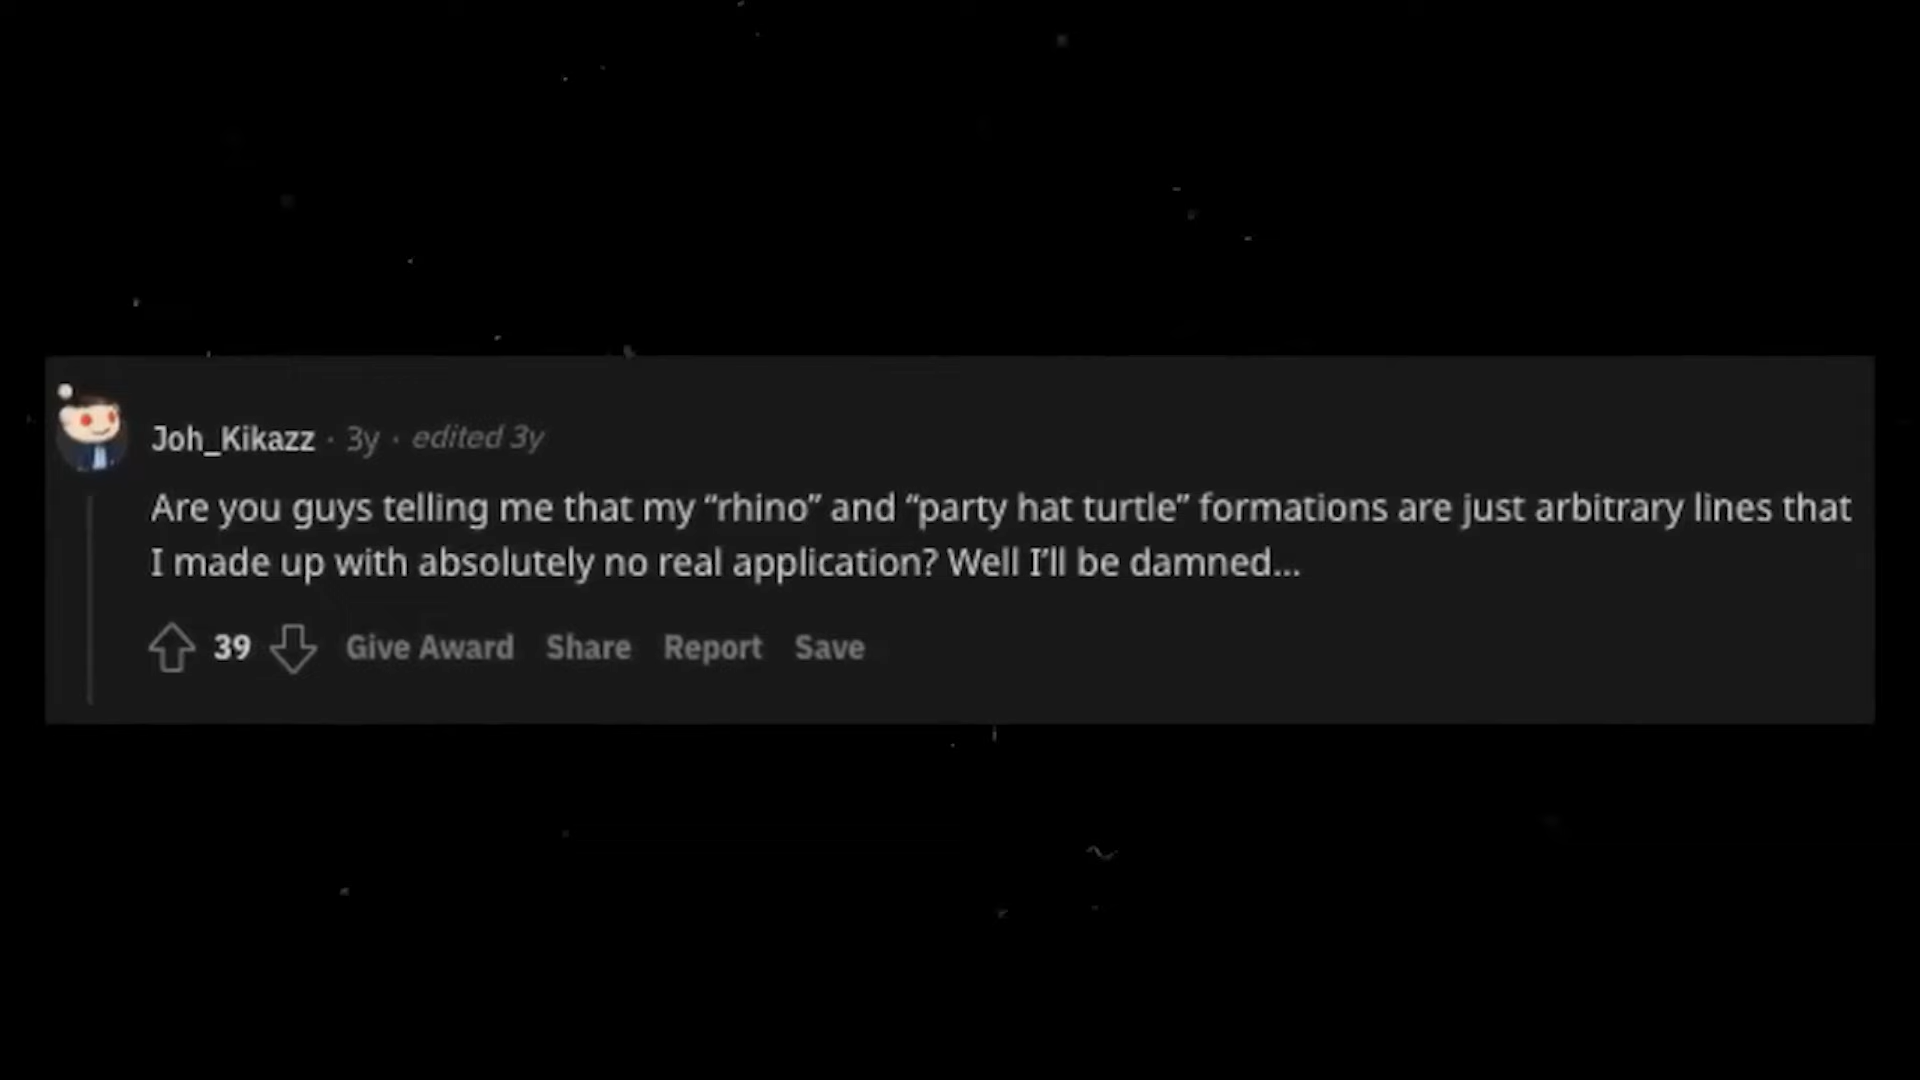 Joh_Kikazz · 3y · edited 3y
Are you guys telling me that my “rhino” and “party hat turtle” formations are just arbitrary lines that
I made up with absolutely no real application? Well I’ll be damned...
39 Give Award Share Report Save